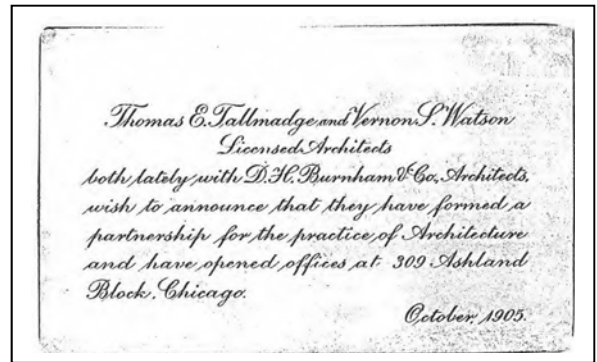 Thomas E. Tallmadge and Vernon S. Watson
Licensed Architects
both lately with D. H. Burnham & Co, Architects,
wish to announce that they have formed a
partnership for the practice of Architecture
and have opened offices at 309 Ashland
Block. Chicago.
October, 1905.